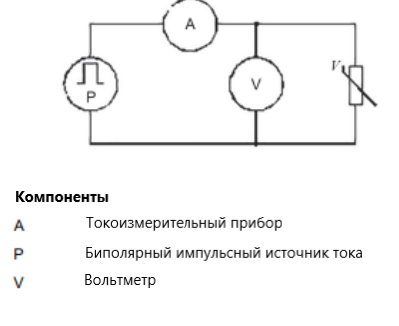 A
V
V
P
Компоненты
A Токоизмерительный прибор
P Биполярный импульсный источник тока
V Вольтметр